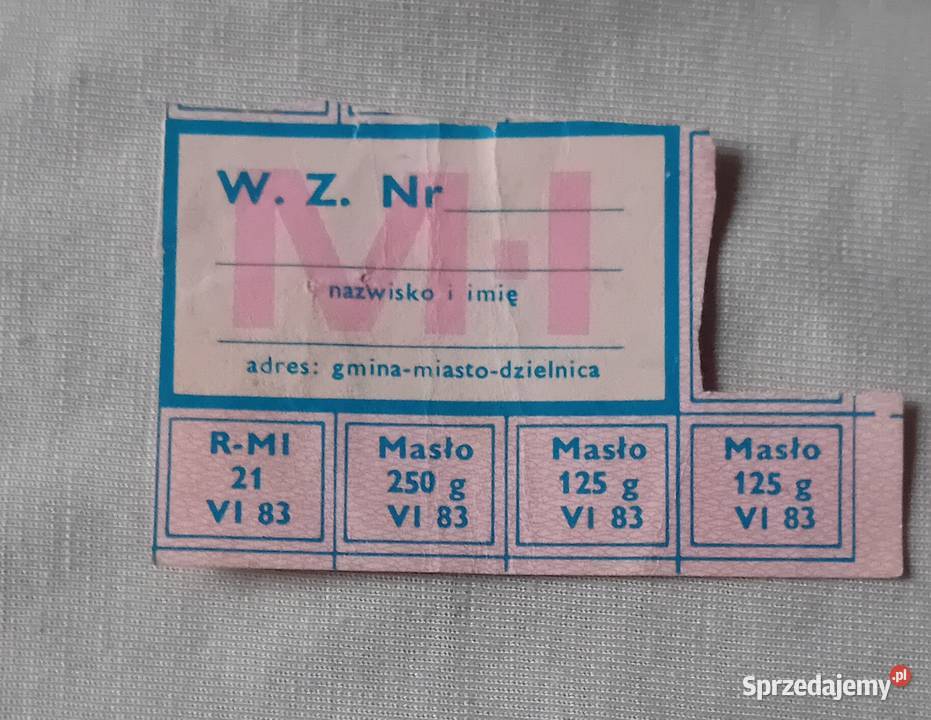 M-I
W. Z. Nr
nazwisko i imię
adres: gmina-miasto-dzielnica
R-MI
21
VI 83
Masło
250 g
VI 83
Masło
125 g
VI 83
Masło
125 g
VI 83
Sprzedajemy.pl